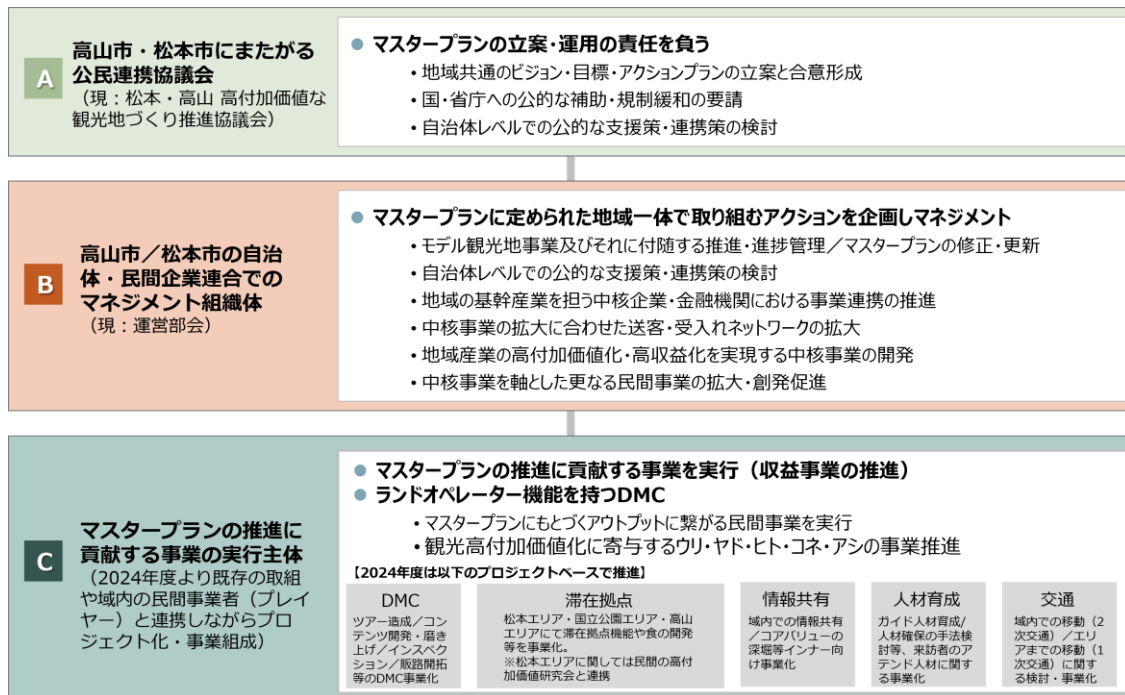 A
高山市・松本市にまたがる
公民連携協議会
（現：松本・高山 高付加価値な
観光地づくり推進協議会）
● マスタープランの立案・運用の責任を負う
• 地域共通のビジョン・目標・アクションプランの立案と合意形成
• 国・省庁への公的な補助・規制緩和の要請
• 自治体レベルでの公的な支援策・連携策の検討
B
高山市／松本市の自治
体・民間企業連合での
マネジメント組織体
（現：運営部会）
● マスタープランに定められた地域一体で取り組むアクションを企画しマネジメント
• モデル観光地事業及びそれに付随する推進・進捗管理／マスタープランの修正・更新
• 自治体レベルでの公的な支援策・連携策の検討
• 地域の基幹産業を担う中核企業・金融機関における事業連携の推進
• 中核事業の拡大に合わせた送客・受入れネットワークの拡大
• 地域産業の高付加価値化・高収益化を実現する中核事業の開発
• 中核事業を軸とした更なる民間事業の拡大・創発促進
C
マスタープランの推進に
貢献する事業の実行主体
（2024年度より既存の取組
や域内の民間事業者（プレイ
ヤー）と連携しながらプロ
ジェクト化・事業組成）
● マスタープランの推進に貢献する事業を実行（収益事業の推進）
● ランドオペレーター機能を持つDMC
• マスタープランにもとづくアウトプットに繋がる民間事業を実行
• 観光高付加価値化に寄与するウリ・ヤド・ヒト・コネ・アシの事業推進
【2024年度は以下のプロジェクトベースで推進】
DMC
ツアー造成／コン
テンツ開発・磨き
上げ／インスペク
ション／販路開拓
等のDMC事業化
滞在拠点
松本エリア・国立公園エリア・高山
エリアにて滞在拠点機能や食の開発
等を事業化。
※松本エリアに関しては民間の高付
加価値研究会と連携
情報共有
域内での情報共有
／コアバリューの
深堀等インナー向
け事業化
人材育成
ガイド人材育成/
人材確保の手法検
討等、来訪者のア
テンド人材に関す
る事業化
交通
域内での移動（2
次交通）／エリ
アまでの移動（1
次交通）に関す
る検討・事業化